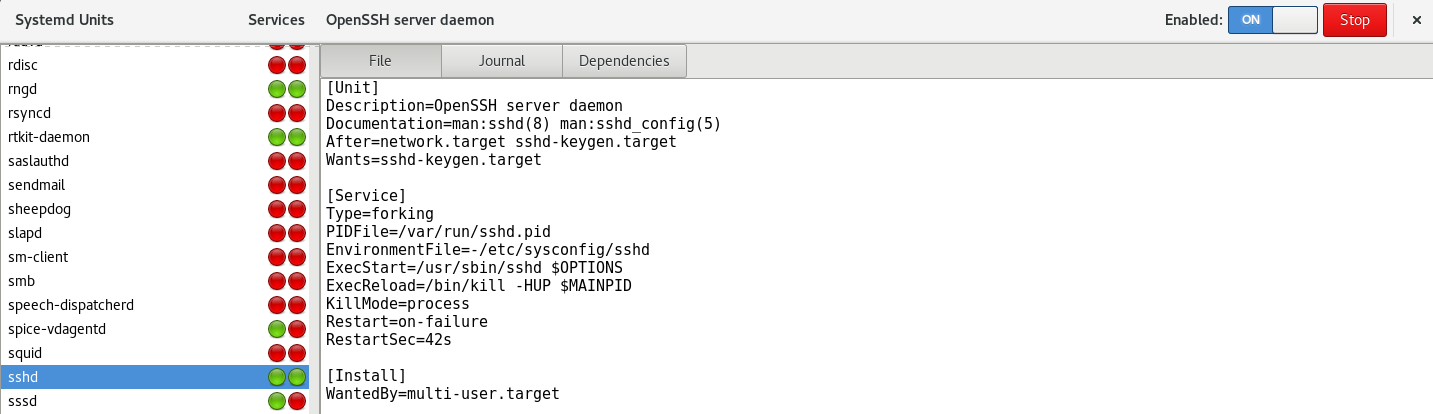 Systemd Units Services OpenSSH server daemon Enabled: ON Stop ×
File Journal Dependencies
rdisc
rngd
rsyncd
rtkit-daemon
saslauthd
sendmail
sheepdog
slapd
sm-client
smb
speech-dispatcherd
spice-vdagentd
squid
sshd
sssd
[Unit]
Description=OpenSSH server daemon
Documentation=man:sshd(8) man:sshd_config(5)
After=network.target sshd-keygen.target
Wants=sshd-keygen.target
[Service]
Type=forking
PIDFile=/var/run/sshd.pid
EnvironmentFile=-/etc/sysconfig/sshd
ExecStart=/usr/sbin/sshd $OPTIONS
ExecReload=/bin/kill -HUP $MAINPID
KillMode=process
Restart=on-failure
RestartSec=42s
[Install]
WantedBy=multi-user.target